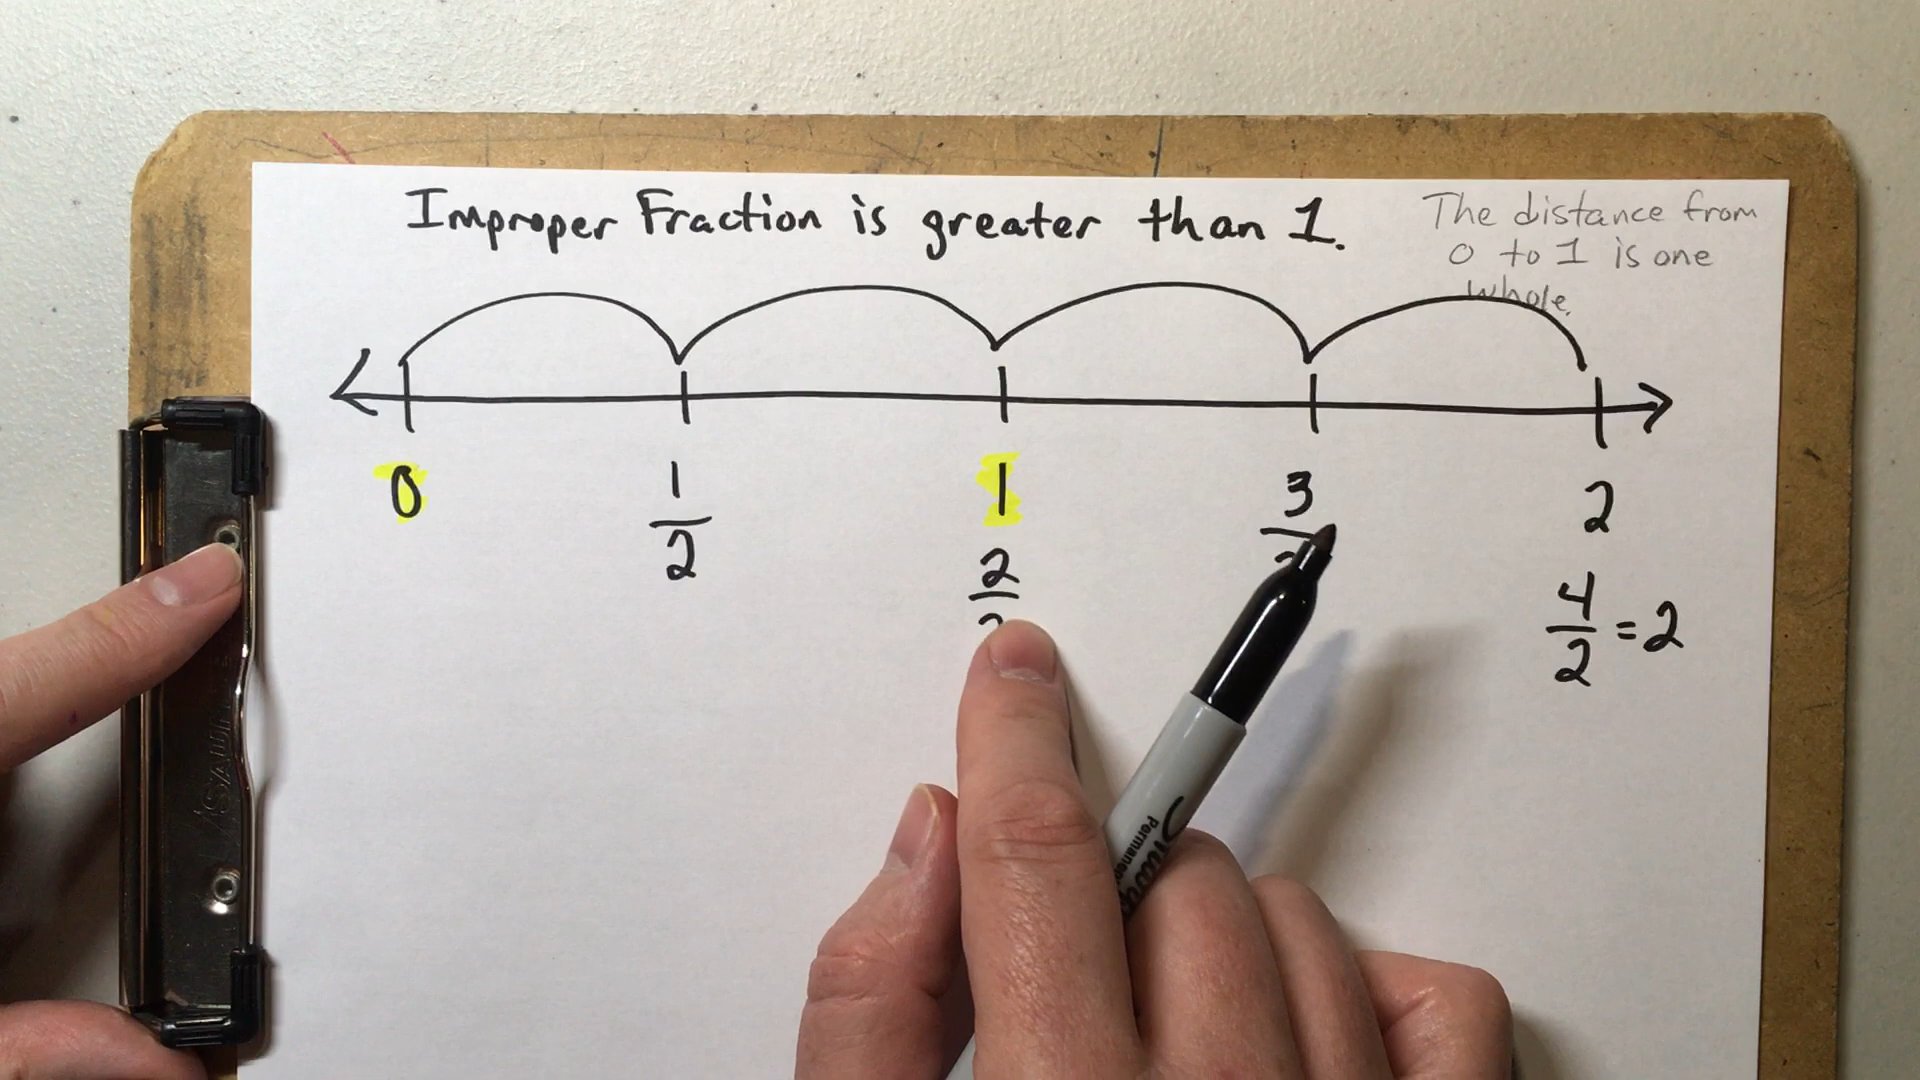 Improper Fraction is greater than 1.
The distance from
0 to 1 is one
whole.
0 1/2 1 3 2
2
4/2 = 2
Permanen